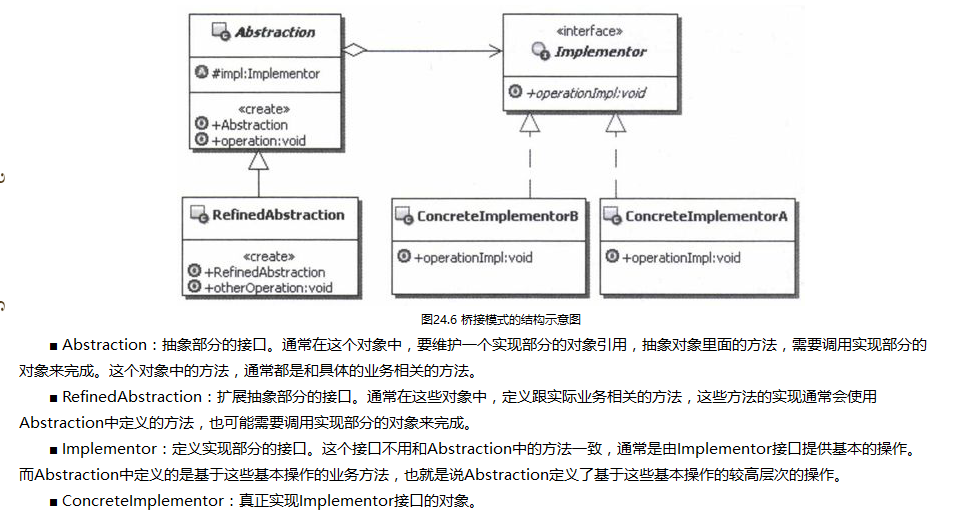 Abstraction
#impl:Implementor
«create»
+Abstraction
+operation:void
«interface»
Implementor
+operationImpl:void
RefinedAbstraction
«create»
+RefinedAbstraction
+otherOperation:void
ConcreteImplementorB
+operationImpl:void
ConcreteImplementorA
+operationImpl:void
图24.6 桥接模式的结构示意图
■ Abstraction：抽象部分的接口。通常在这个对象中，要维护一个实现部分的对象引用，抽象对象里面的方法，需要调用实现部分的
对象来完成。这个对象中的方法，通常都是和具体的业务相关的方法。
■ RefinedAbstraction：扩展抽象部分的接口。通常在这些对象中，定义跟实际业务相关的方法，这些方法的实现通常会使用
Abstraction中定义的方法，也可能需要调用实现部分的对象来完成。
■ Implementor：定义实现部分的接口。这个接口不用和Abstraction中的方法一致，通常是由Implementor接口提供基本的操作。
而Abstraction中定义的是基于这些基本操作的业务方法，也就是说Abstraction定义了基于这些基本操作的较高层次的操作。
■ ConcreteImplementor：真正实现Implementor接口的对象。